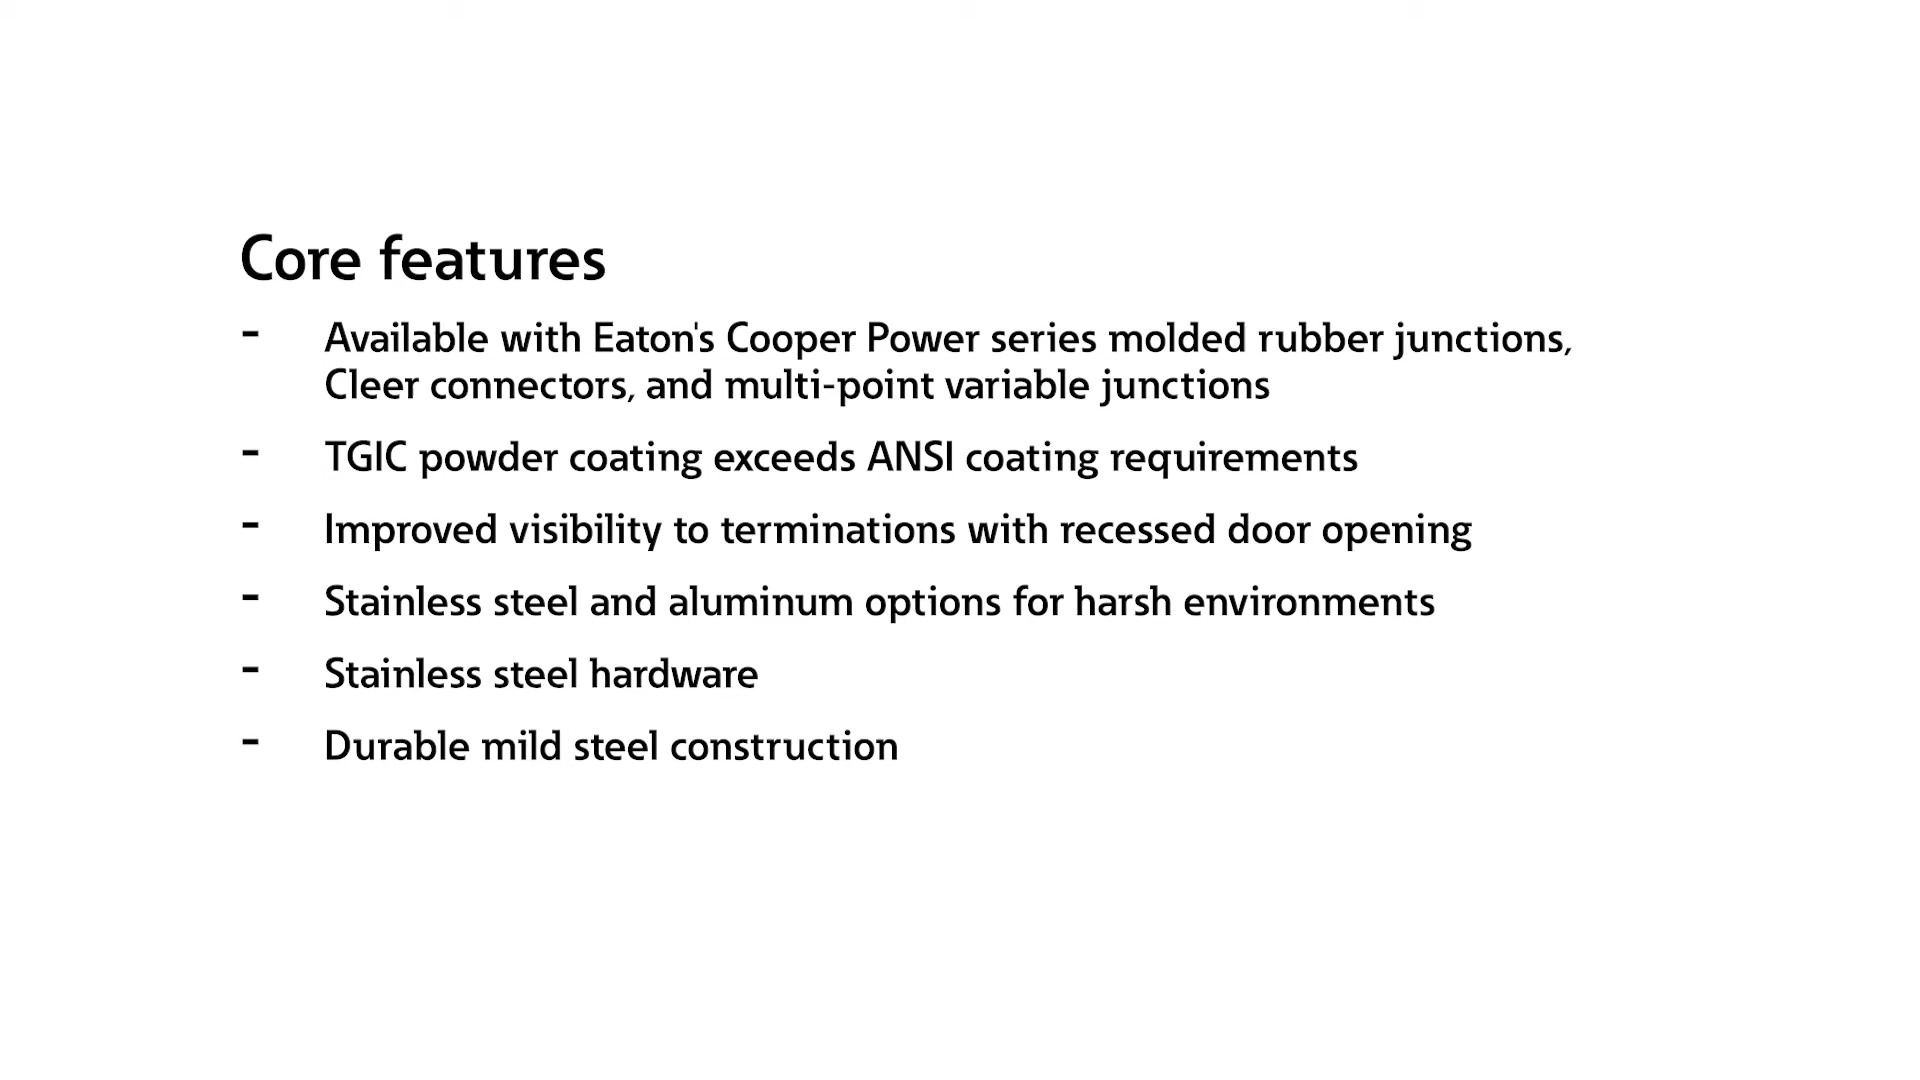 Core features
- Available with Eaton's Cooper Power series molded rubber junctions,
Cleer connectors, and multi-point variable junctions
- TGIC powder coating exceeds ANSI coating requirements
- Improved visibility to terminations with recessed door opening
- Stainless steel and aluminum options for harsh environments
- Stainless steel hardware
- Durable mild steel construction